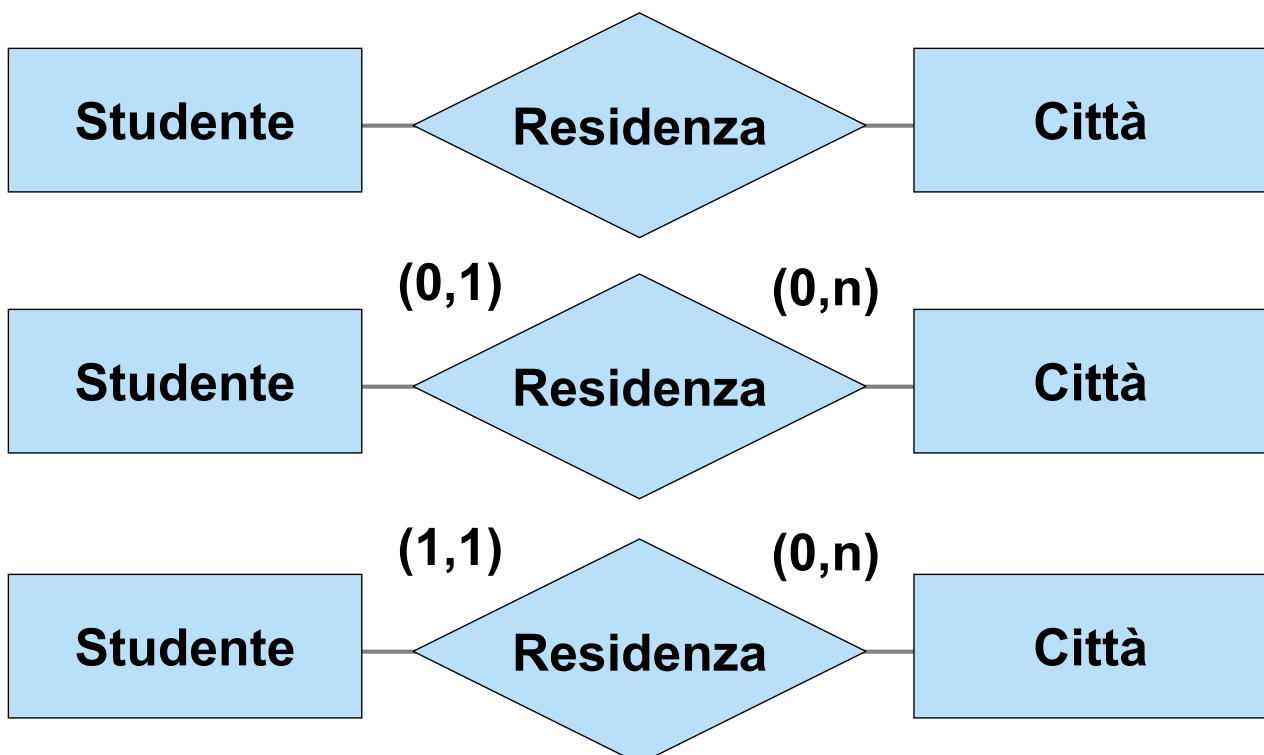 Studente Residenza Città
(0,1) (0,n)
Studente Residenza Città
(1,1) (0,n)
Studente Residenza Città